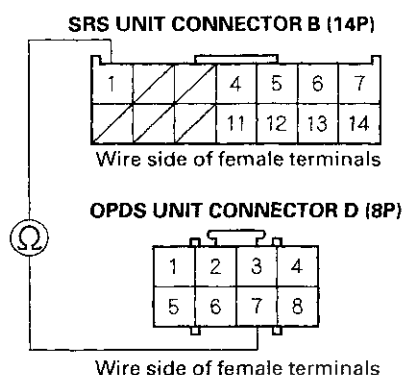 SRS UNIT CONNECTOR B (14P)
1 4 5 6 7
11 12 13 14
Wire side of female terminals
Ω
OPDS UNIT CONNECTOR D (8P)
1 2 3 4
5 6 7 8
Wire side of female terminals